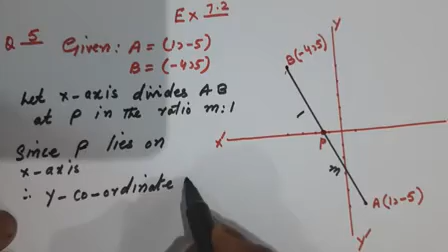 Ex 7.2
Q 5 Given: A = (1,-5)
B = (-4,5)
Let x-axis divides AB
at P in the ratio m:1
Since P lies on
x-axis
∴ y-co-ordinate
y
B(-4,5)
1
x'
P
x
m
A(1,-5)
y'